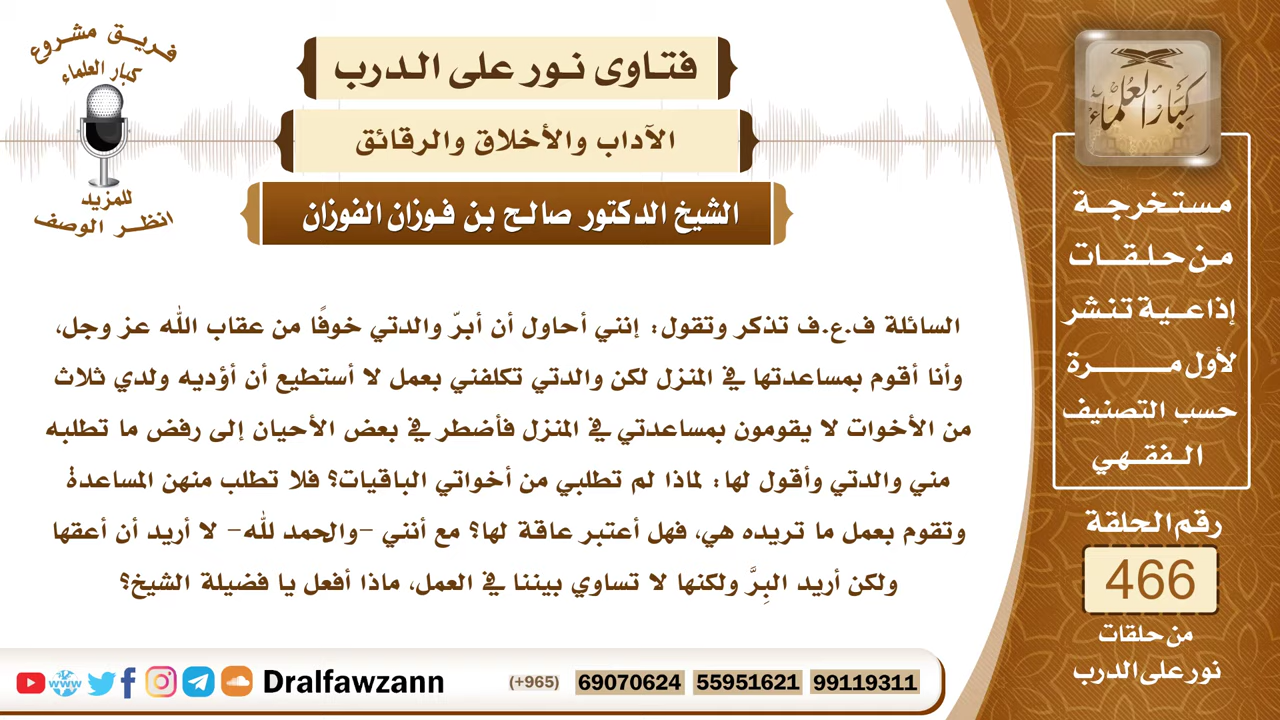 فريق مشروع
كبار العلماء
للمزيد
انظر الوصف
فتاوى نور على الدرب
الآداب والأخلاق والرقائق
الشيخ الدكتور صالح بن فوزان الفوزان
السائلة ف.ع.ف تذكر وتقول: إنني أحاول أن أبرّ والدتي خوفًا من عقاب الله عز وجل،
وأنا أقوم بمساعدتها في المنزل لكن والدتي تكلفني بعمل لا أستطيع أن أؤديه ولدي ثلاث
من الأخوات لا يقومون بمساعدتي في المنزل فأضطر في بعض الأحيان إلى رفض ما تطلبه
مني والدتي وأقول لها: لماذا لم تطلبي من أخواتي الباقيات؟ فلا تطلب منهن المساعدة
وتقوم بعمل ما تريده هي، فهل أعتبر عاقة لها؟ مع أنني -والحمد لله- لا أريد أن أعقها
ولكن أريد البِرَّ ولكنها لا تساوي بيننا في العمل، ماذا أفعل يا فضيلة الشيخ؟
كبار العلماء
مستخرجة
من حلقات
إذاعية تنشر
لأول مرة
حسب التصنيف
الفقهي
رقم الحلقة
466
من حلقات
نور على الدرب
Dralfawzann (+965) 69070624 55951621 99119311